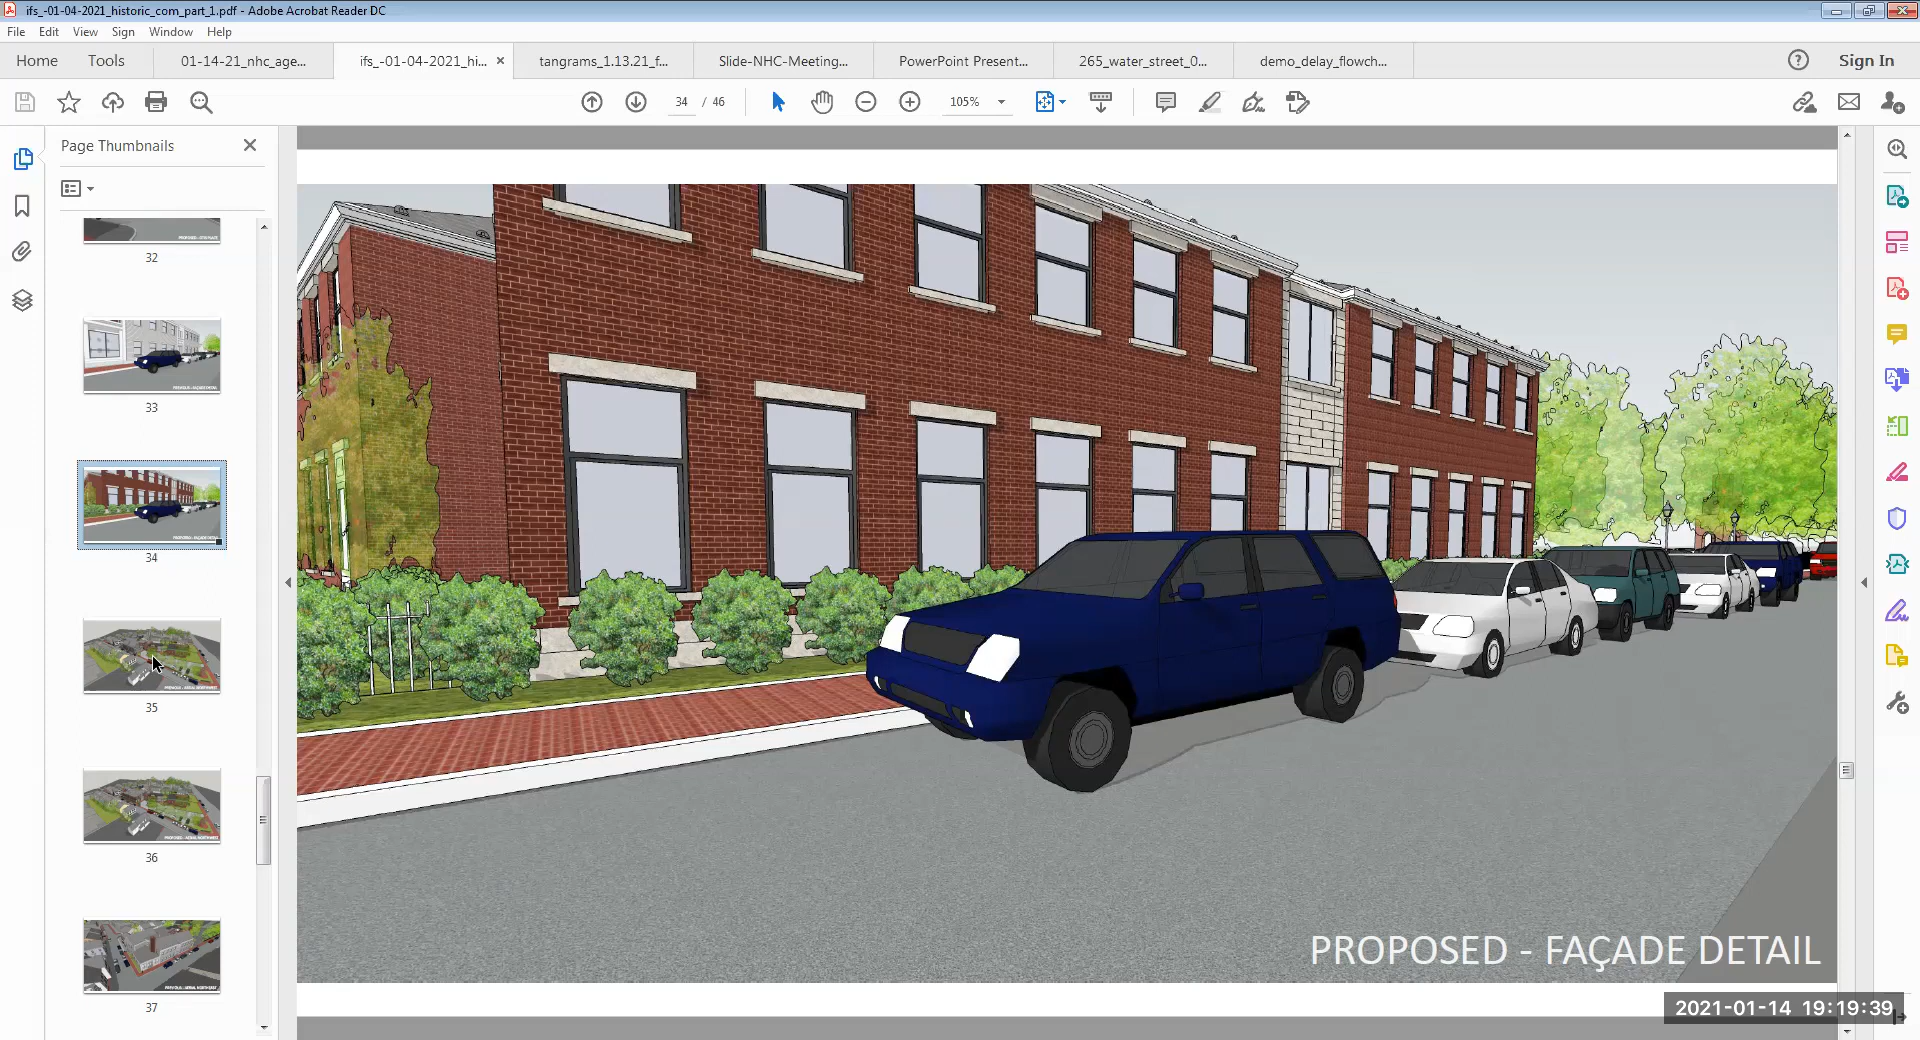 ifs_-01-04-2021_historic_com_part_1.pdf - Adobe Acrobat Reader DC
File Edit View Sign Window Help
Home Tools 01-14-21_nhc_age... ifs_-01-04-2021_hi... tangrams_1.13.21_f... Slide-NHC-Meeting... PowerPoint Present... 265_water_street_0... demo_delay_flowch... Sign In
34 / 46 105%
Page Thumbnails
32
33
34
35
36
37
PROPOSED - FAÇADE DETAIL
2021-01-14 19:19:39